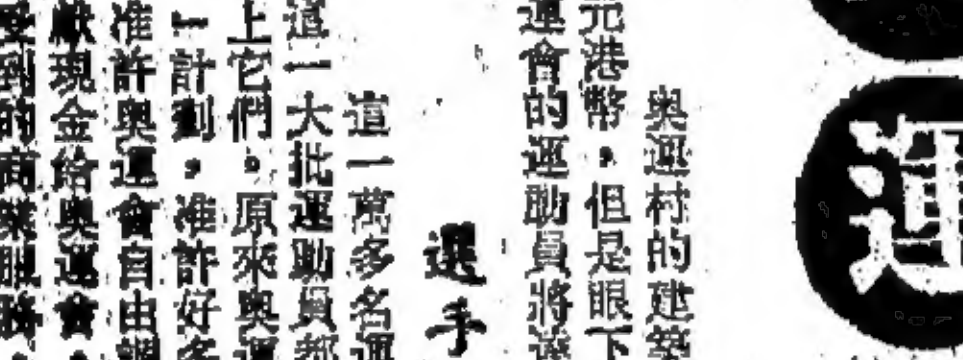 運
奧運村的建築
元港幣，但是眼下
運會的運動員將
選手
這一萬多名運
這一大批運動員都
上它們。原來奧運
計劃，准許好多
准許奧運會自由調
獻現金給奧運會，
受到的商業服務，